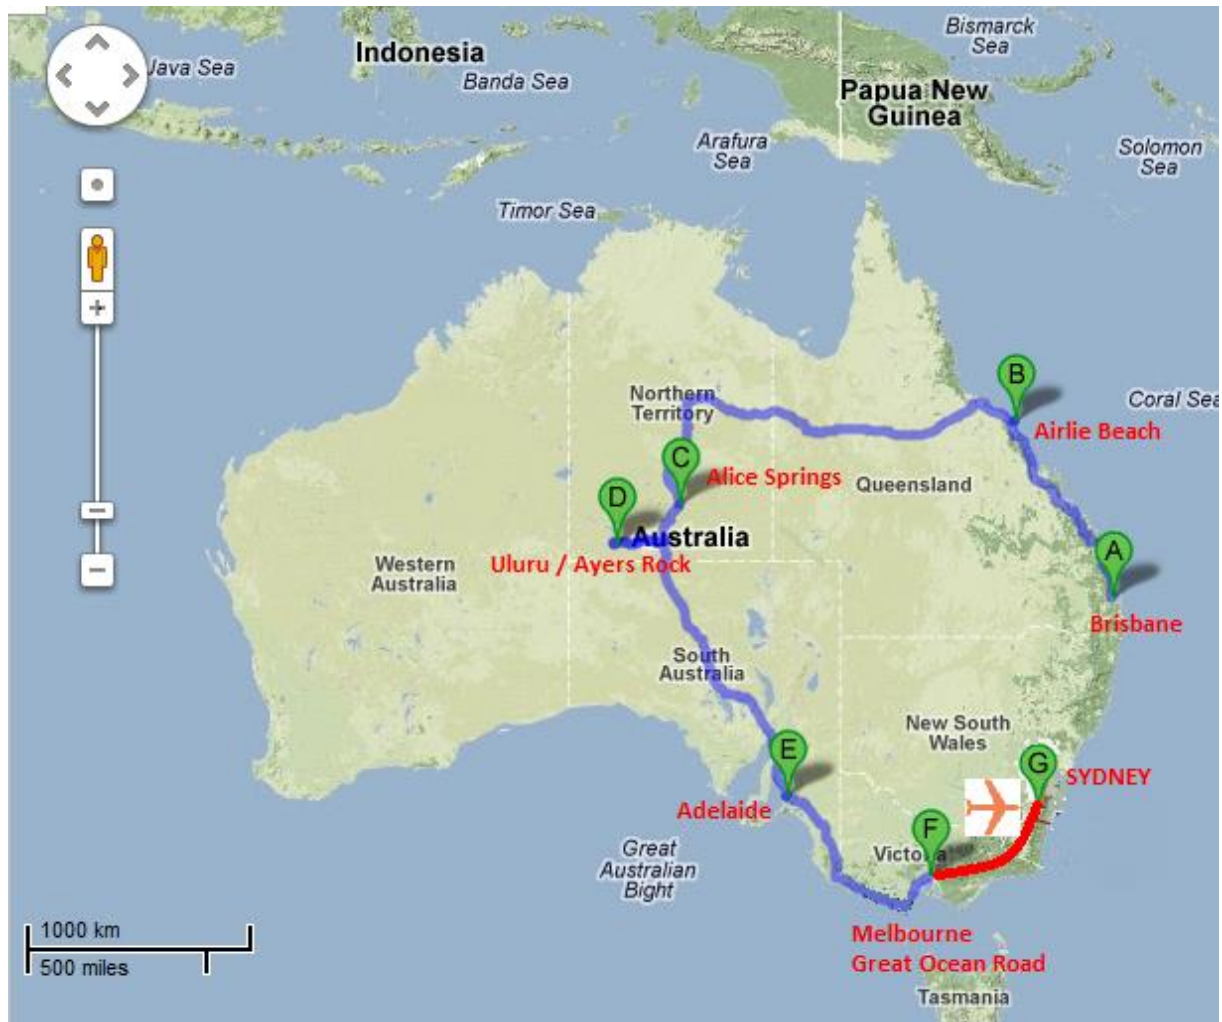 Indonesia
Bismarck
Sea
Java Sea
Banda Sea
Papua New
Guinea
Arafura
Sea
Solomon
Sea
Timor Sea
B
Northern
Territory
Coral Sea
Airlie Beach
C
Alice Springs
Queensland
D
Australia
A
Uluru / Ayers Rock
Western
Australia
Brisbane
South
Australia
New South
Wales
E
G
SYDNEY
Adelaide
F
Victoria
Great
Australian
Bight
1000 km
500 miles
Melbourne
Great Ocean Road
Tasmania